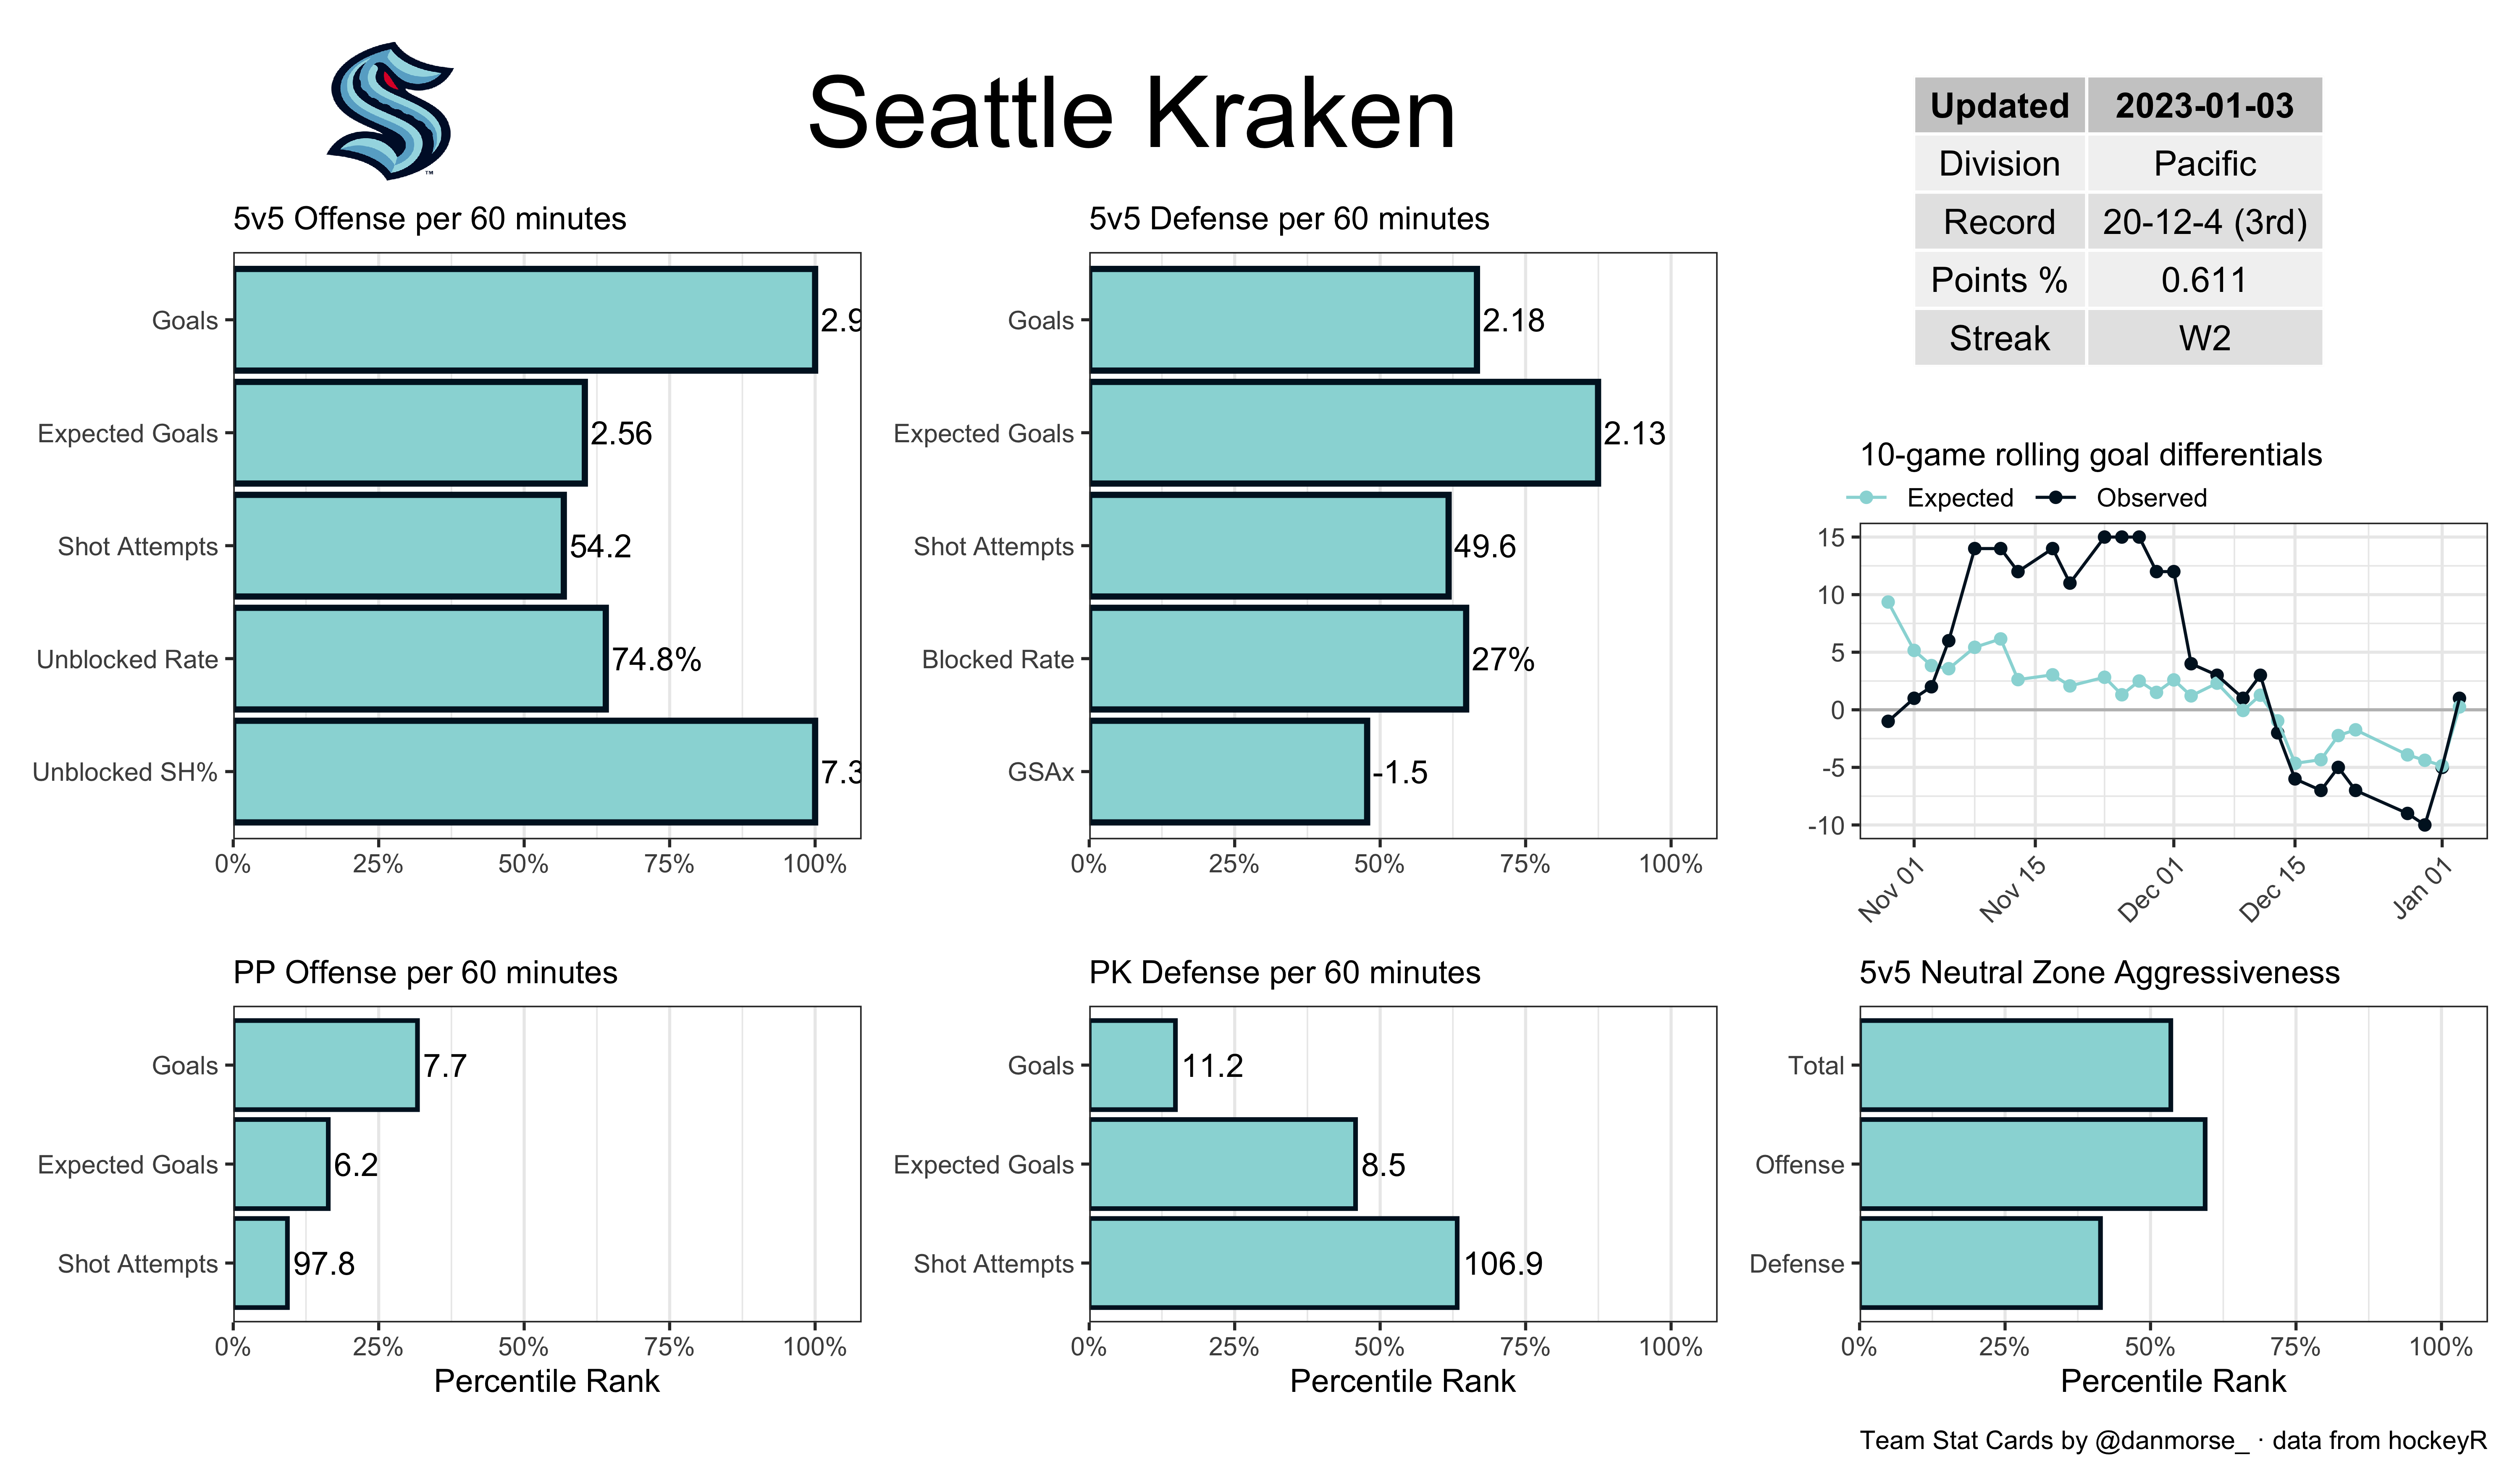 Seattle Kraken
Updated 2023-01-03
Division Pacific
Record 20-12-4 (3rd)
Points % 0.611
Streak W2
5v5 Offense per 60 minutes
Goals
Expected Goals 2.56
Shot Attempts 54.2
Unblocked Rate 74.8%
Unblocked SH%
0% 25% 50% 75% 100%
5v5 Defense per 60 minutes
Goals 2.18
Expected Goals 2.13
Shot Attempts 49.6
Blocked Rate 27%
GSAx -1.5
0% 25% 50% 75% 100%
10-game rolling goal differentials
Expected Observed
15
10
5
0
-5
-10
Nov 01 Nov 15 Dec 01 Dec 15 Jan 01
PP Offense per 60 minutes
Goals 7.7
Expected Goals 6.2
Shot Attempts 97.8
0% 25% 50% 75% 100%
Percentile Rank
PK Defense per 60 minutes
Goals 11.2
Expected Goals 8.5
Shot Attempts 106.9
0% 25% 50% 75% 100%
Percentile Rank
5v5 Neutral Zone Aggressiveness
Total
Offense
Defense
0% 25% 50% 75% 100%
Percentile Rank
Team Stat Cards by @danmorse_ · data from hockeyR